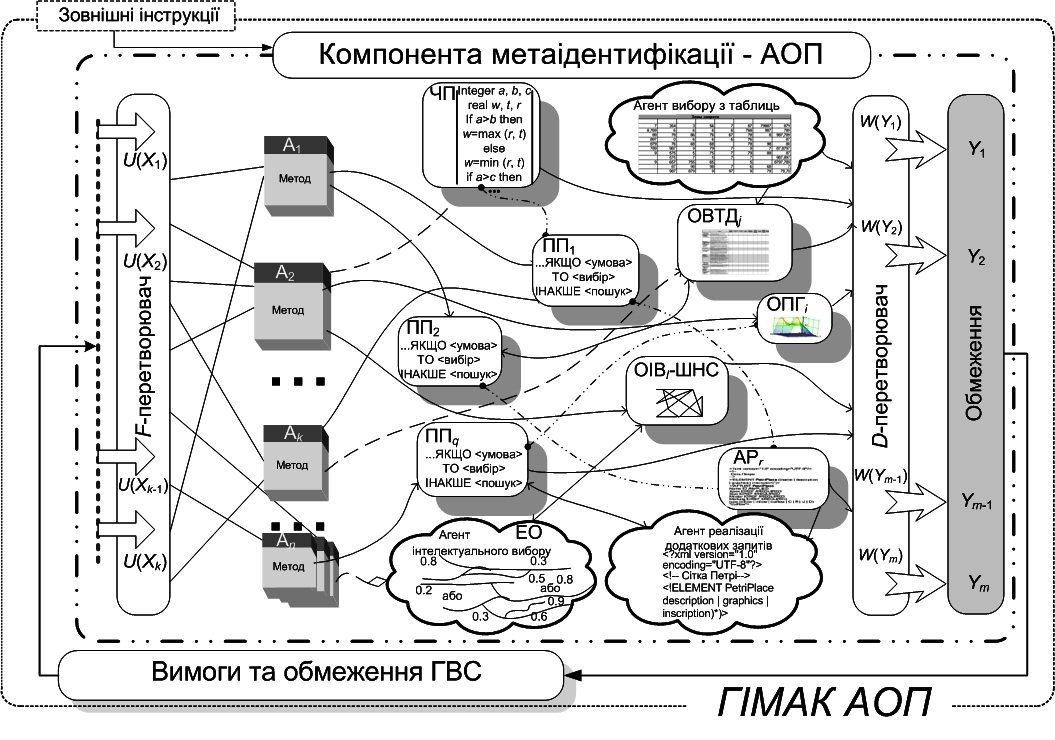 Зовнішні інструкції
Компонента метаідентифікації - АОП
F-перетворювач
U(X1)
U(X2)
U(Xk-1)
U(Xk)
A1
Метод
A2
Метод
Ak
Метод
An
Метод
ЧП
Integer a, b, c
real w, t, r
If a>b then
w=max (r, t)
else
w=min (r, t)
if a>c then
...
ПП1
...ЯКЩО <умова>
ТО <вибір>
ІНАКШЕ <пошук>
ПП2
...ЯКЩО <умова>
ТО <вибір>
ІНАКШЕ <пошук>
ППq
...ЯКЩО <умова>
ТО <вибір>
ІНАКШЕ <пошук>
Агент вибору з таблиць
ОВТДj
ОПГi
ОІВl-ШНС
АРr
ЕО
Агент
інтелектуального вибору
0.8
0.3
0.5
0.8
0.2
або
або
0.9
0.3
0.6
Агент реалізації
додаткових запитів
<?xml version="1.0"
encoding="UTF-8"?>
<!-- Сітка Петрі-->
<!ELEMENT PetriPlace
description | graphics |
inscription)*)>
D-перетворювач
W(Y1)
W(Y2)
W(Ym-1)
W(Ym)
Y1
Y2
Обмеження
Ym-1
Ym
Вимоги та обмеження ГВС
ГІМАК АОП